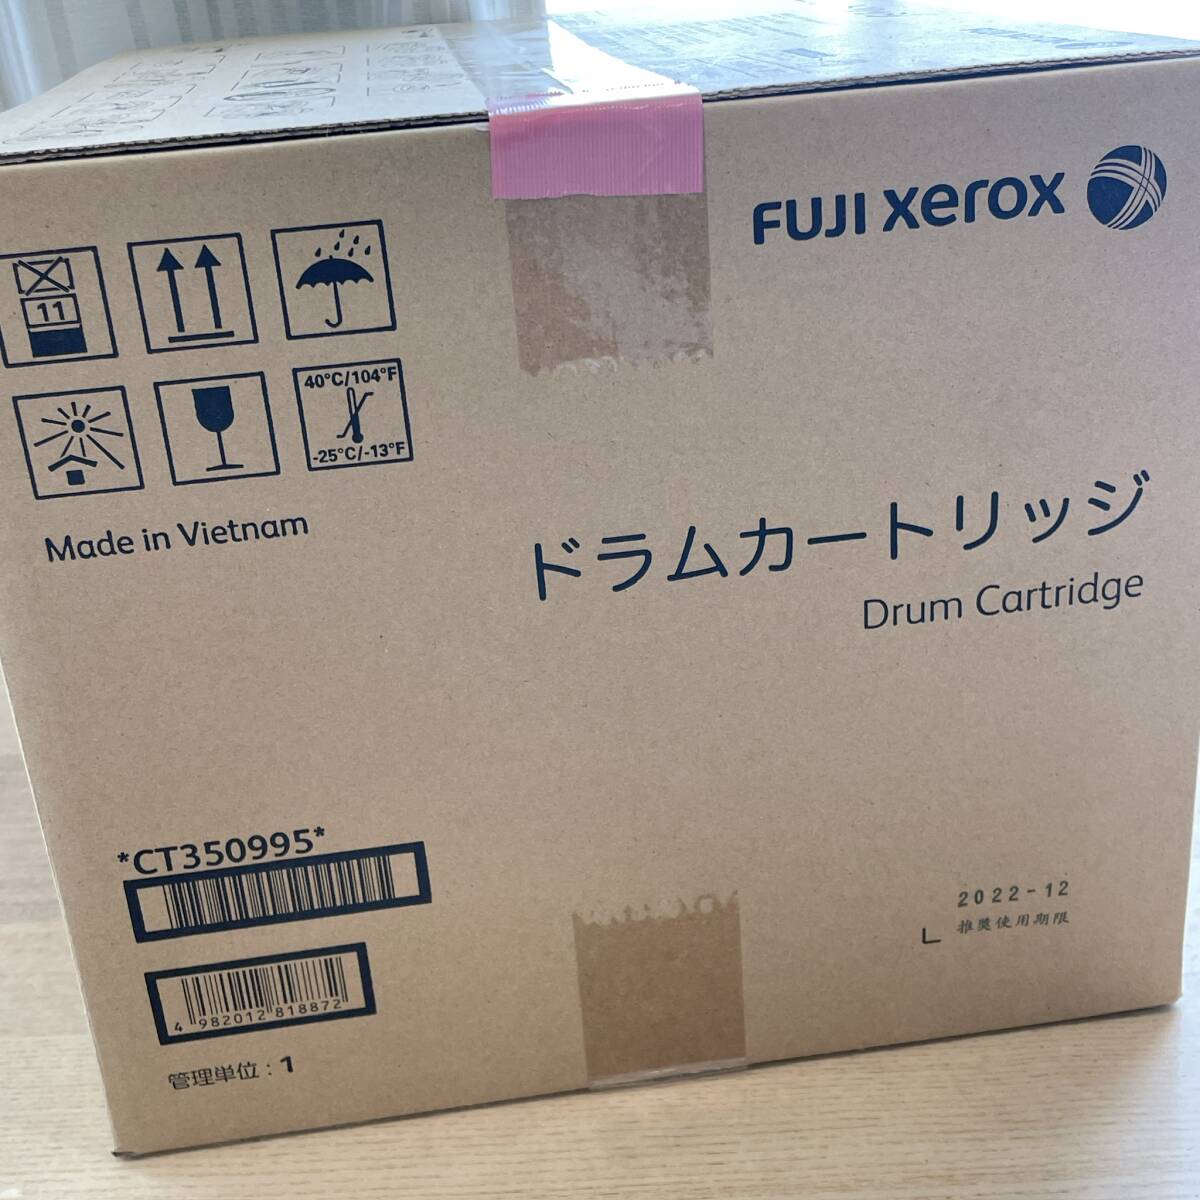 FUJI xerox
11
40°C/104°F
-25°C/-13°F
Made in Vietnam
ドラムカートリッジ
Drum Cartridge
*CT350995*
4 982012 818872
管理単位：1
2022-12
推奨使用期限